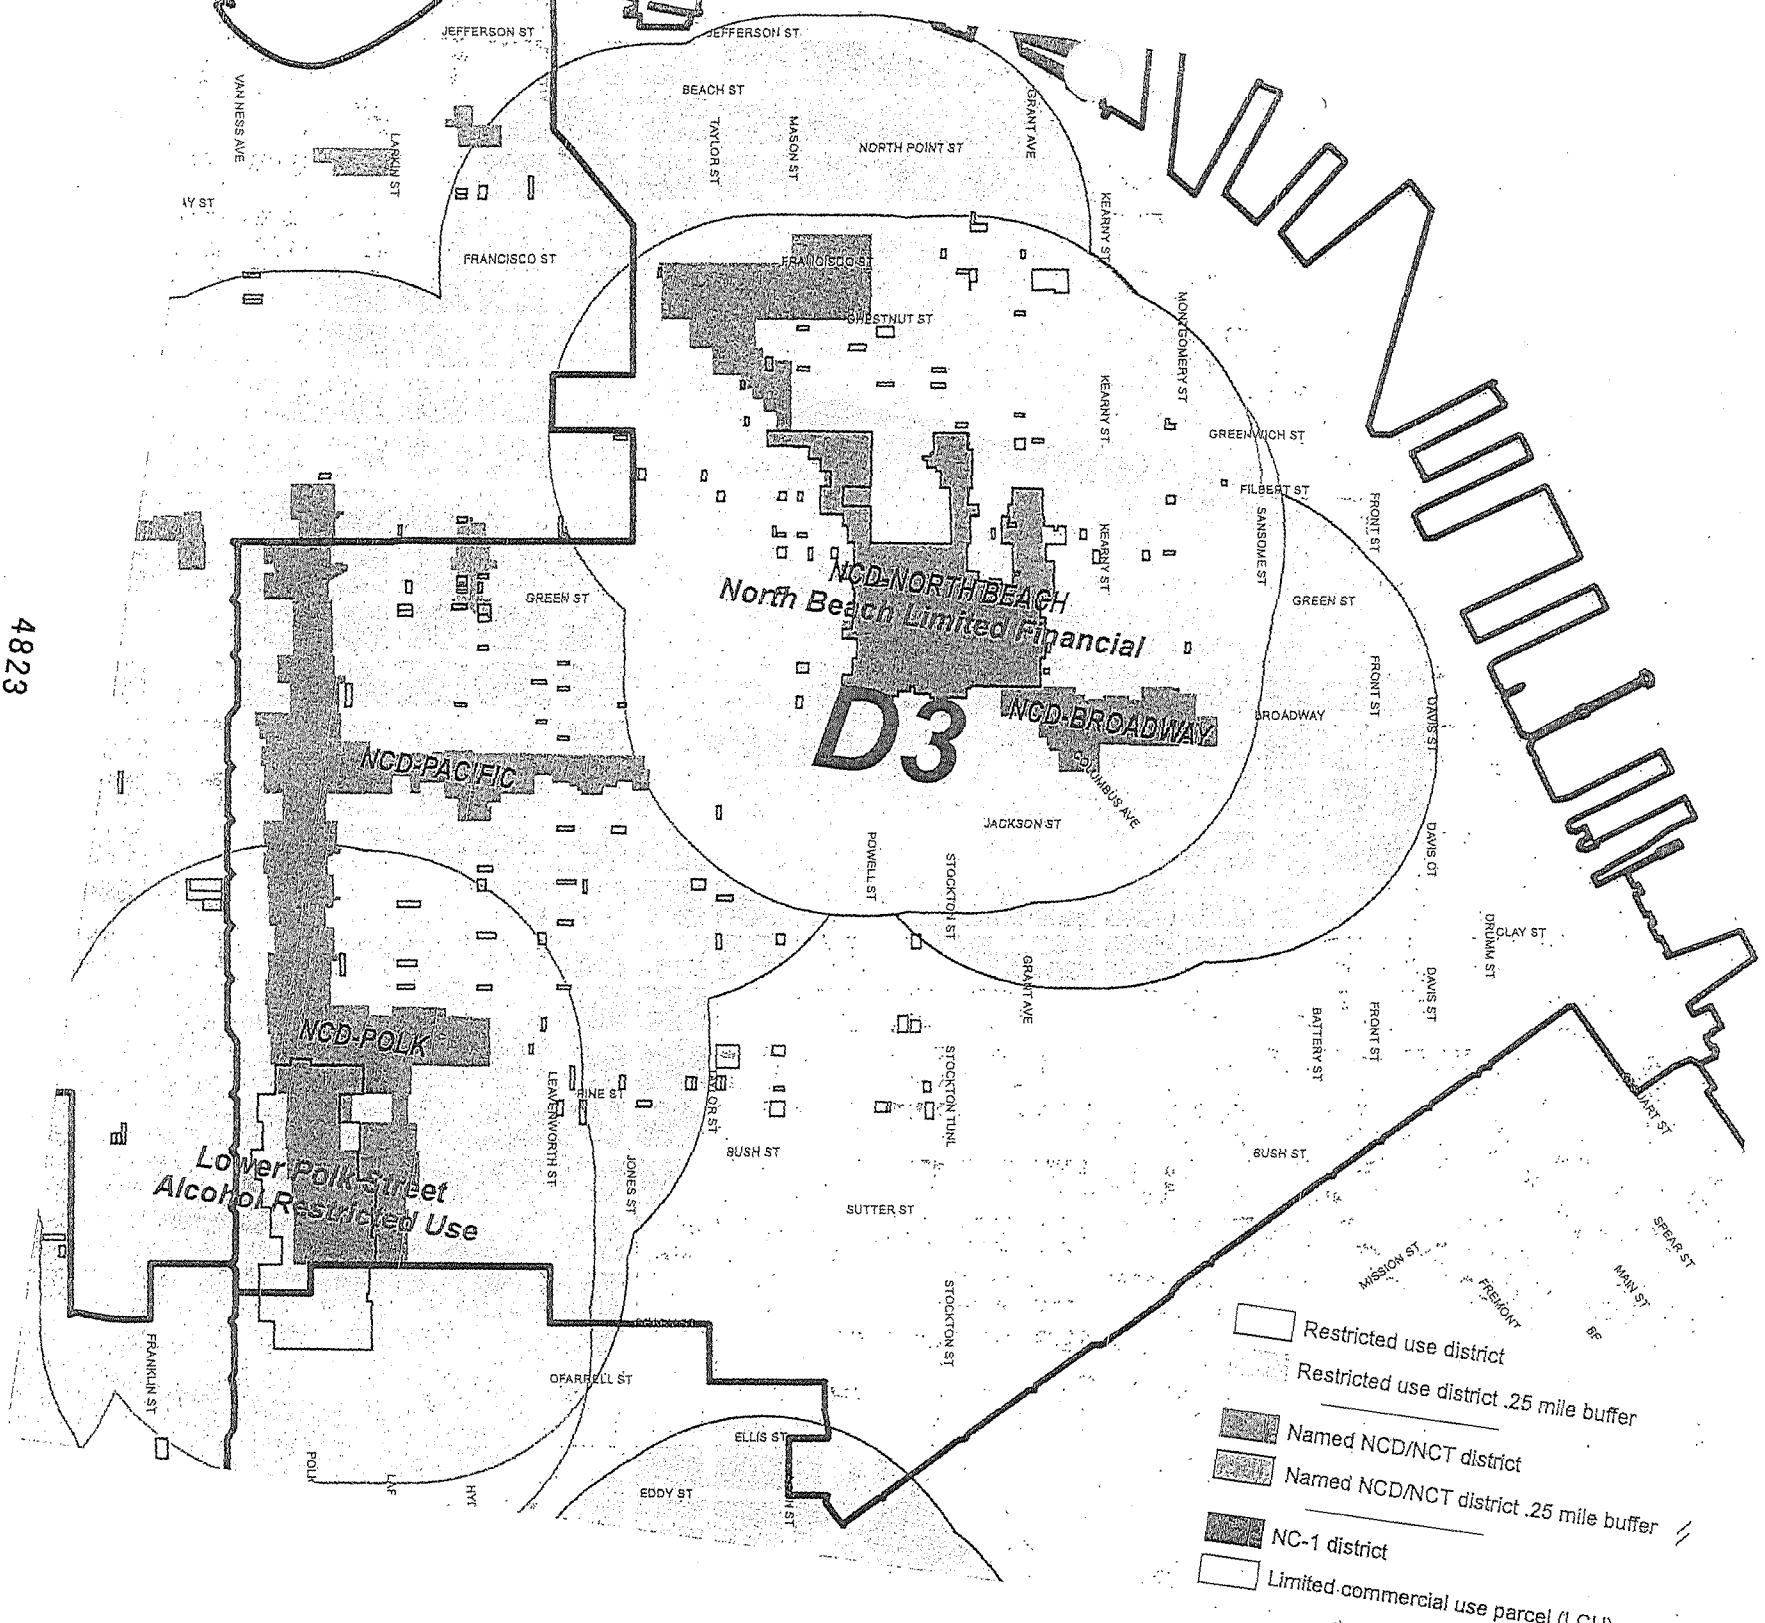 JEFFERSON ST
JEFFERSON ST
VAN NESS AVE
BEACH ST
GRANT AVE
TAYLOR ST
MASON ST
NORTH POINT ST
LARKIN ST
AY ST
KEARNY ST
FRANCISCO ST
FRANCISCO ST
CHESTNUT ST
MONTGOMERY ST
KEARNY ST
GREENWICH ST
FILBERT ST
FRONT ST
SANSOME ST
KEARNY ST
NCD-NORTH BEACH
North Beach Limited Financial
GREEN ST
GREEN ST
4823
FRONT ST
D3
NCD-BROADWAY
BROADWAY
DAVIS ST
NCD-PACIFIC
COLUMBUS AVE
JACKSON ST
POWELL ST
STOCKTON ST
DAVIS CT
DRUMM ST
CLAY ST
GRANT AVE
DAVIS ST
BATTERY ST
FRONT ST
NCD-POLK
LEAVENWORTH ST
PINE ST
STOCKTON TUNL
BUSH ST
BUSH ST
JONES ST
Lower Polk Street
Alcohol Restricted Use
SUTTER ST
SPEAR ST
MISSION ST
MAIN ST
FREMONT
STOCKTON ST
FRANKLIN ST
OFARRELL ST
ELLIS ST
EDDY ST
POLK
Restricted use district
Restricted use district .25 mile buffer
Named NCD/NCT district
Named NCD/NCT district .25 mile buffer
NC-1 district
Limited commercial use parcel (LCU)